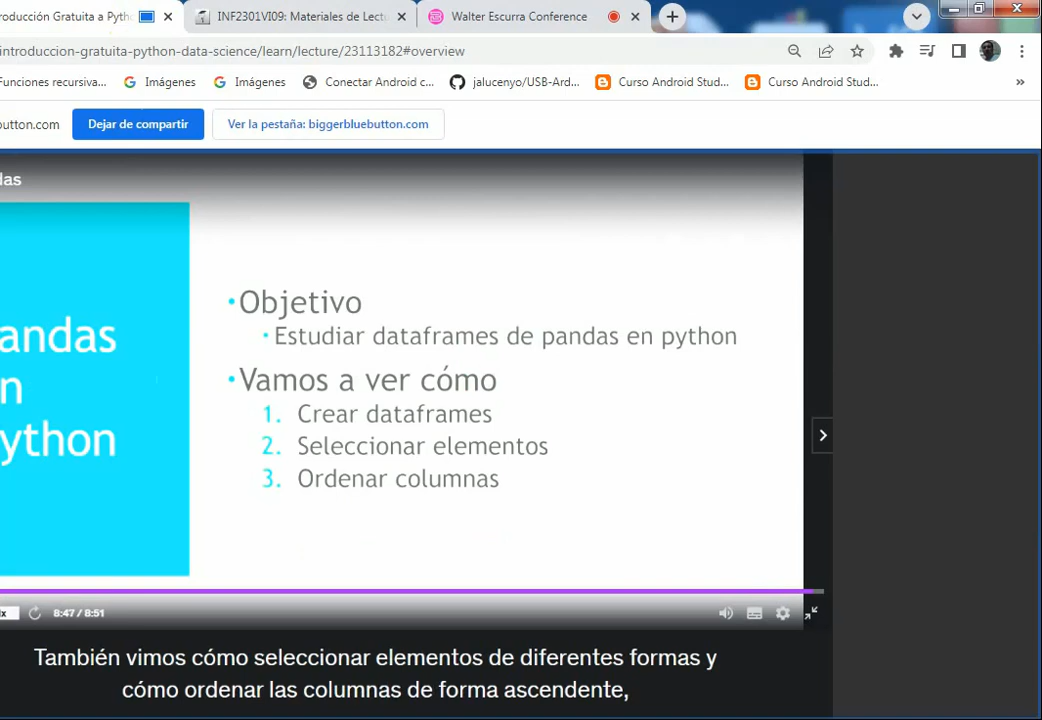 roducción Gratuita a Pyth
INF2301VI09: Materiales de Lect
Walter Escurra Conference
introduccion-gratuita-python-data-science/learn/lecture/23113182#overview
Funciones recursiva...
Imágenes
Imágenes
Conectar Android c...
jalucenyo/USB-Ard...
Curso Android Stud...
Curso Android Stud...
»
button.com
Dejar de compartir
Ver la pestaña: biggerbluebutton.com
das
andas
n
ython
• Objetivo
• Estudiar dataframes de pandas en python
• Vamos a ver cómo
1. Crear dataframes
2. Seleccionar elementos
3. Ordenar columnas
x
8:47 / 8:51
También vimos cómo seleccionar elementos de diferentes formas y
cómo ordenar las columnas de forma ascendente,